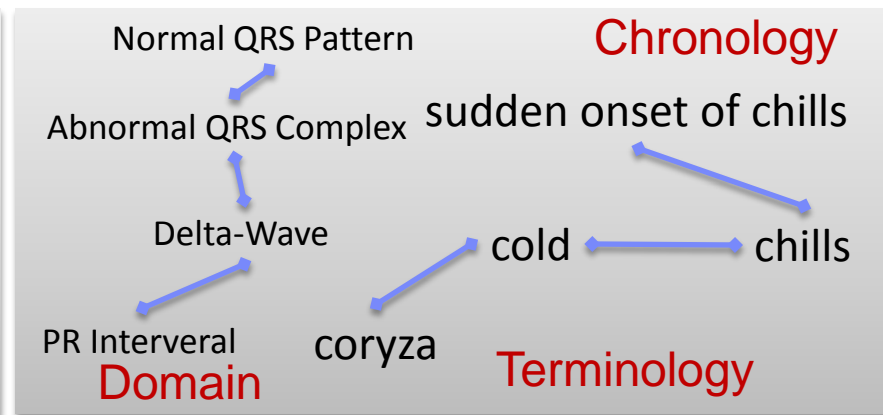 Normal QRS Pattern
Chronology
Abnormal QRS Complex
sudden onset of chills
Delta-Wave
cold
chills
PR Interveral
coryza
Domain
Terminology